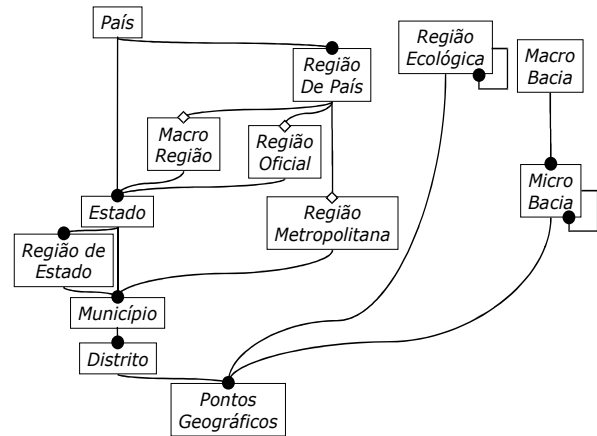 País
Região
De País
Região
Ecológica
Macro
Bacia
Macro
Região
Região
Oficial
Micro
Bacia
Estado
Região
Metropolitana
Região de
Estado
Município
Distrito
Pontos
Geográficos